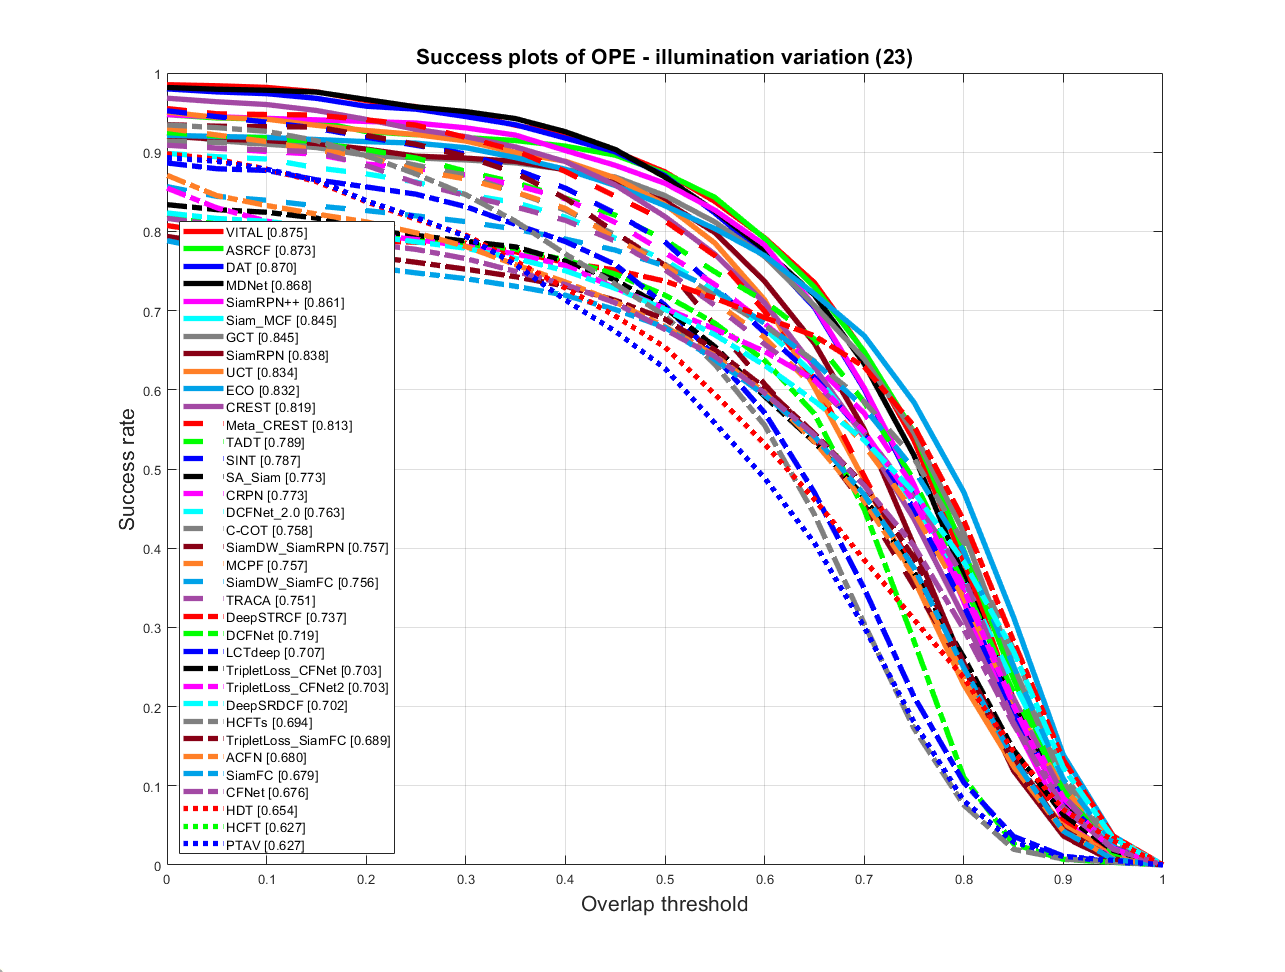 Success plots of OPE - illumination variation (23)
Success rate
1
0.9
0.8
0.7
0.6
0.5
0.4
0.3
0.2
0.1
0
VITAL [0.875]
ASRCF [0.873]
DAT [0.870]
MDNet [0.868]
SiamRPN++ [0.861]
Siam_MCF [0.845]
GCT [0.845]
SiamRPN [0.838]
UCT [0.834]
ECO [0.832]
CREST [0.819]
Meta_CREST [0.813]
TADT [0.789]
SINT [0.787]
SA_Siam [0.773]
CRPN [0.773]
DCFNet_2.0 [0.763]
C-COT [0.758]
SiamDW_SiamRPN [0.757]
MCPF [0.757]
SiamDW_SiamFC [0.756]
TRACA [0.751]
DeepSTRCF [0.737]
DCFNet [0.719]
LCTdeep [0.707]
TripletLoss_CFNet [0.703]
TripletLoss_CFNet2 [0.703]
DeepSRDCF [0.702]
HCFTs [0.694]
TripletLoss_SiamFC [0.689]
ACFN [0.680]
SiamFC [0.679]
CFNet [0.676]
HDT [0.654]
HCFT [0.627]
PTAV [0.627]
0 0.1 0.2 0.3 0.4 0.5 0.6 0.7 0.8 0.9 1
Overlap threshold